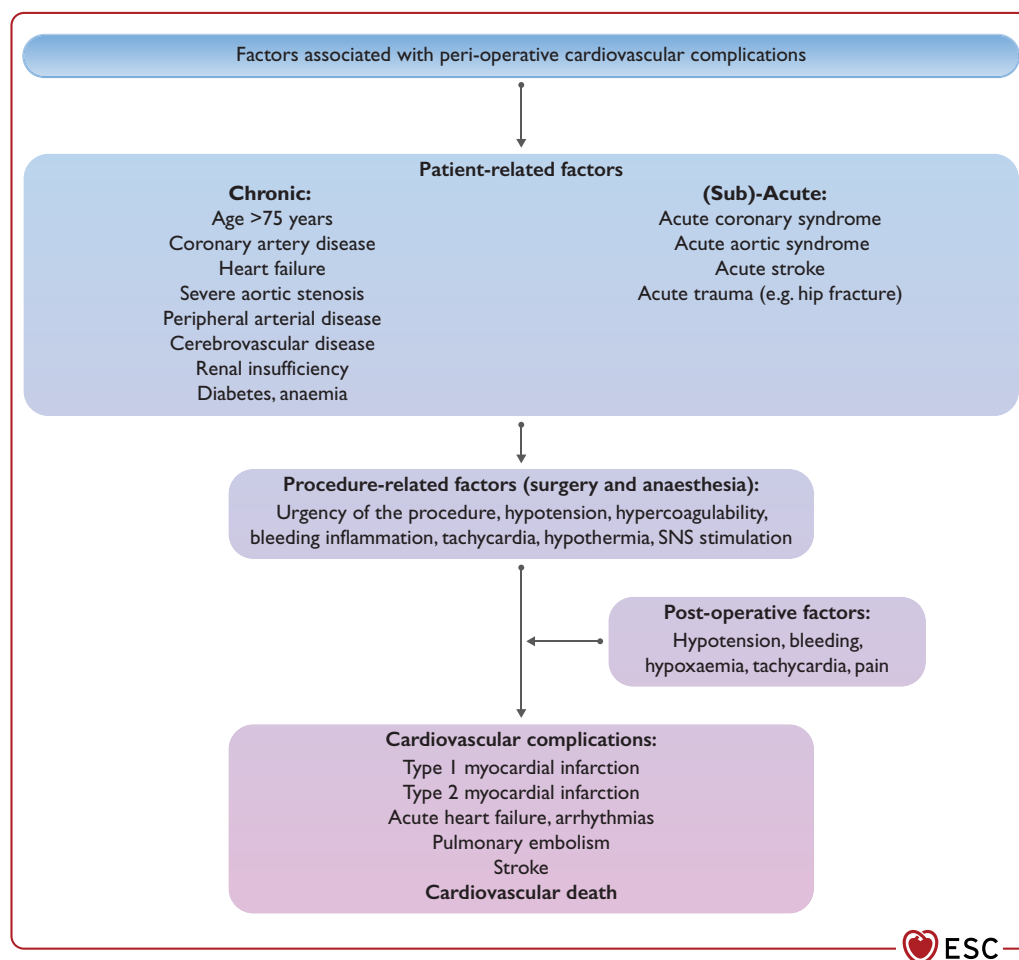 Factors associated with peri-operative cardiovascular complications
Patient-related factors
Chronic:
Age >75 years
Coronary artery disease
Heart failure
Severe aortic stenosis
Peripheral arterial disease
Cerebrovascular disease
Renal insufficiency
Diabetes, anaemia
(Sub)-Acute:
Acute coronary syndrome
Acute aortic syndrome
Acute stroke
Acute trauma (e.g. hip fracture)
Procedure-related factors (surgery and anaesthesia):
Urgency of the procedure, hypotension, hypercoagulability,
bleeding inflammation, tachycardia, hypothermia, SNS stimulation
Post-operative factors:
Hypotension, bleeding,
hypoxaemia, tachycardia, pain
Cardiovascular complications:
Type 1 myocardial infarction
Type 2 myocardial infarction
Acute heart failure, arrhythmias
Pulmonary embolism
Stroke
Cardiovascular death
ESC